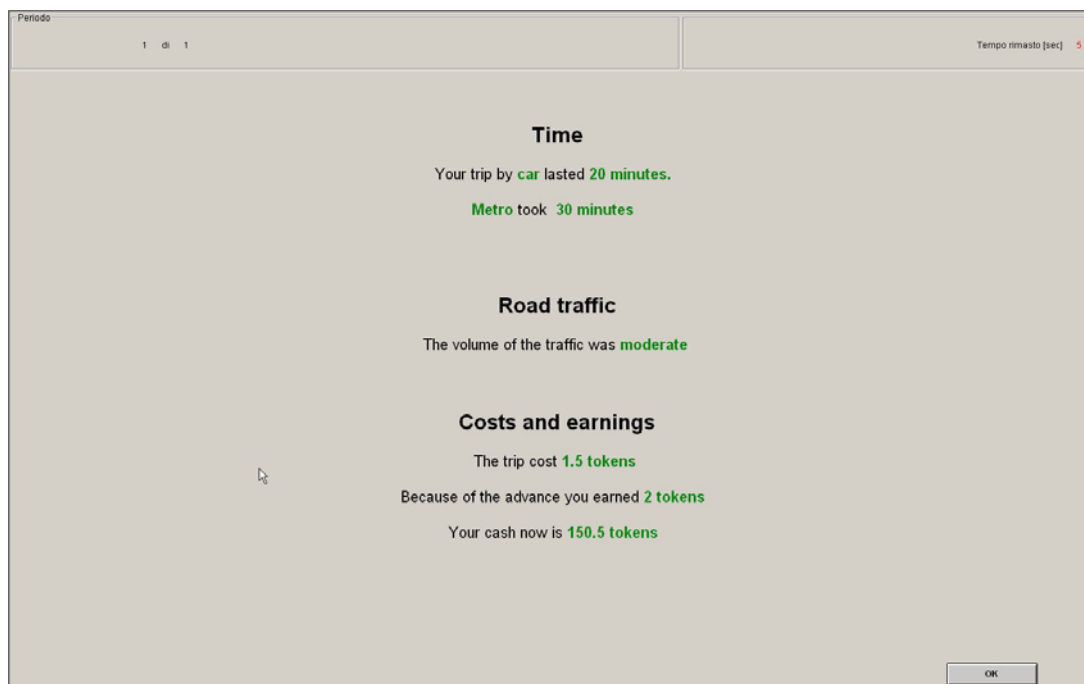 Periodo
1 di 1
Tempo rimasto [sec] 5
Time
Your trip by car lasted 20 minutes.
Metro took 30 minutes
Road traffic
The volume of the traffic was moderate
Costs and earnings
The trip cost 1.5 tokens
Because of the advance you earned 2 tokens
Your cash now is 150.5 tokens
OK